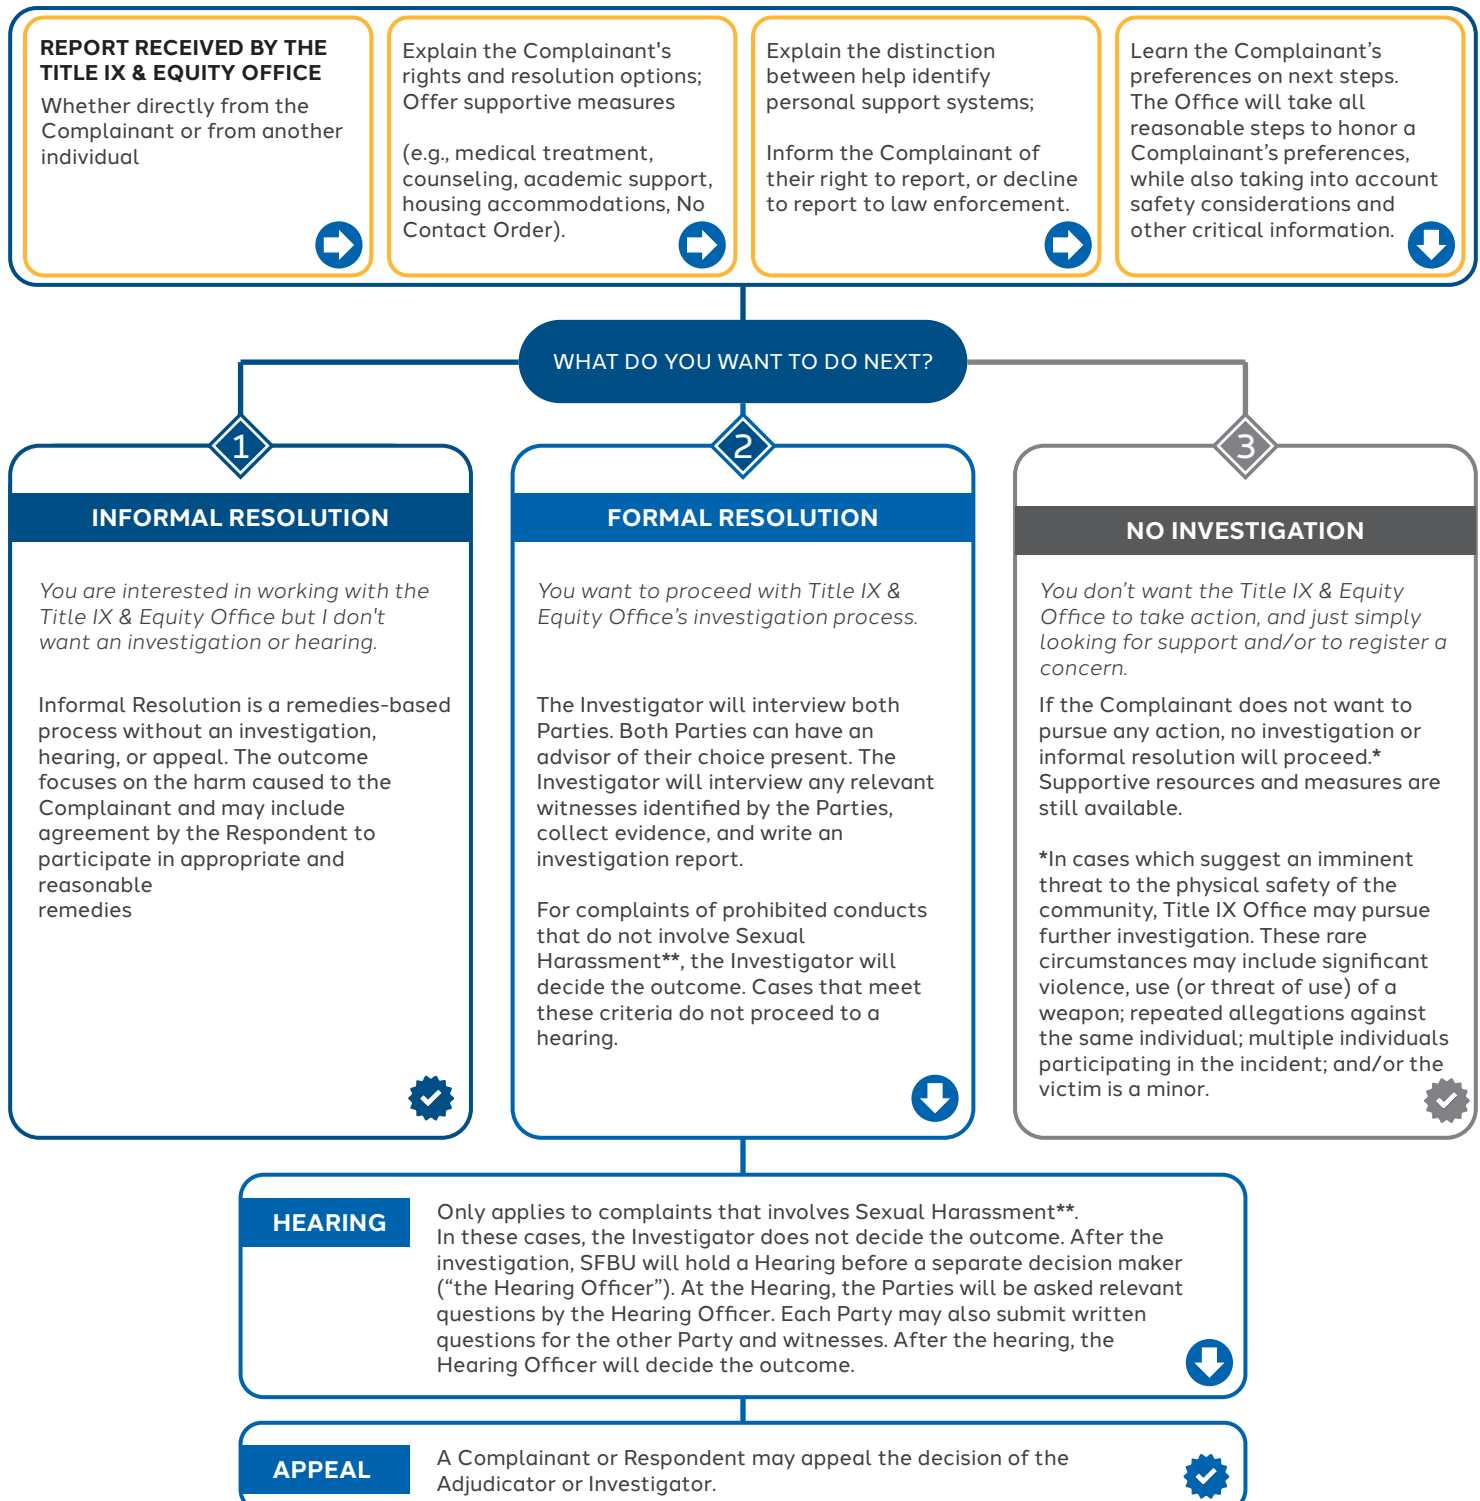 REPORT RECEIVED BY THE
TITLE IX & EQUITY OFFICE
Whether directly from the
Complainant or from another
individual
Explain the Complainant's
rights and resolution options;
Offer supportive measures
(e.g., medical treatment,
counseling, academic support,
housing accommodations, No
Contact Order).
Explain the distinction
between help identify
personal support systems;
Inform the Complainant of
their right to report, or decline
to report to law enforcement.
Learn the Complainant’s
preferences on next steps.
The Office will take all
reasonable steps to honor a
Complainant’s preferences,
while also taking into account
safety considerations and
other critical information.
WHAT DO YOU WANT TO DO NEXT?
1
INFORMAL RESOLUTION
You are interested in working with the
Title IX & Equity Office but I don't
want an investigation or hearing.
Informal Resolution is a remedies-based
process without an investigation,
hearing, or appeal. The outcome
focuses on the harm caused to the
Complainant and may include
agreement by the Respondent to
participate in appropriate and
reasonable
remedies
2
FORMAL RESOLUTION
You want to proceed with Title IX &
Equity Office’s investigation process.
The Investigator will interview both
Parties. Both Parties can have an
advisor of their choice present. The
Investigator will interview any relevant
witnesses identified by the Parties,
collect evidence, and write an
investigation report.
For complaints of prohibited conducts
that do not involve Sexual
Harassment**, the Investigator will
decide the outcome. Cases that meet
these criteria do not proceed to a
hearing.
3
NO INVESTIGATION
You don’t want the Title IX & Equity
Office to take action, and just simply
looking for support and/or to register a
concern.
If the Complainant does not want to
pursue any action, no investigation or
informal resolution will proceed.*
Supportive resources and measures are
still available.
*In cases which suggest an imminent
threat to the physical safety of the
community, Title IX Office may pursue
further investigation. These rare
circumstances may include significant
violence, use (or threat of use) of a
weapon; repeated allegations against
the same individual; multiple individuals
participating in the incident; and/or the
victim is a minor.
HEARING
Only applies to complaints that involves Sexual Harassment**.
In these cases, the Investigator does not decide the outcome. After the
investigation, SFBU will hold a Hearing before a separate decision maker
(“the Hearing Officer”). At the Hearing, the Parties will be asked relevant
questions by the Hearing Officer. Each Party may also submit written
questions for the other Party and witnesses. After the hearing, the
Hearing Officer will decide the outcome.
APPEAL
A Complainant or Respondent may appeal the decision of the
Adjudicator or Investigator.